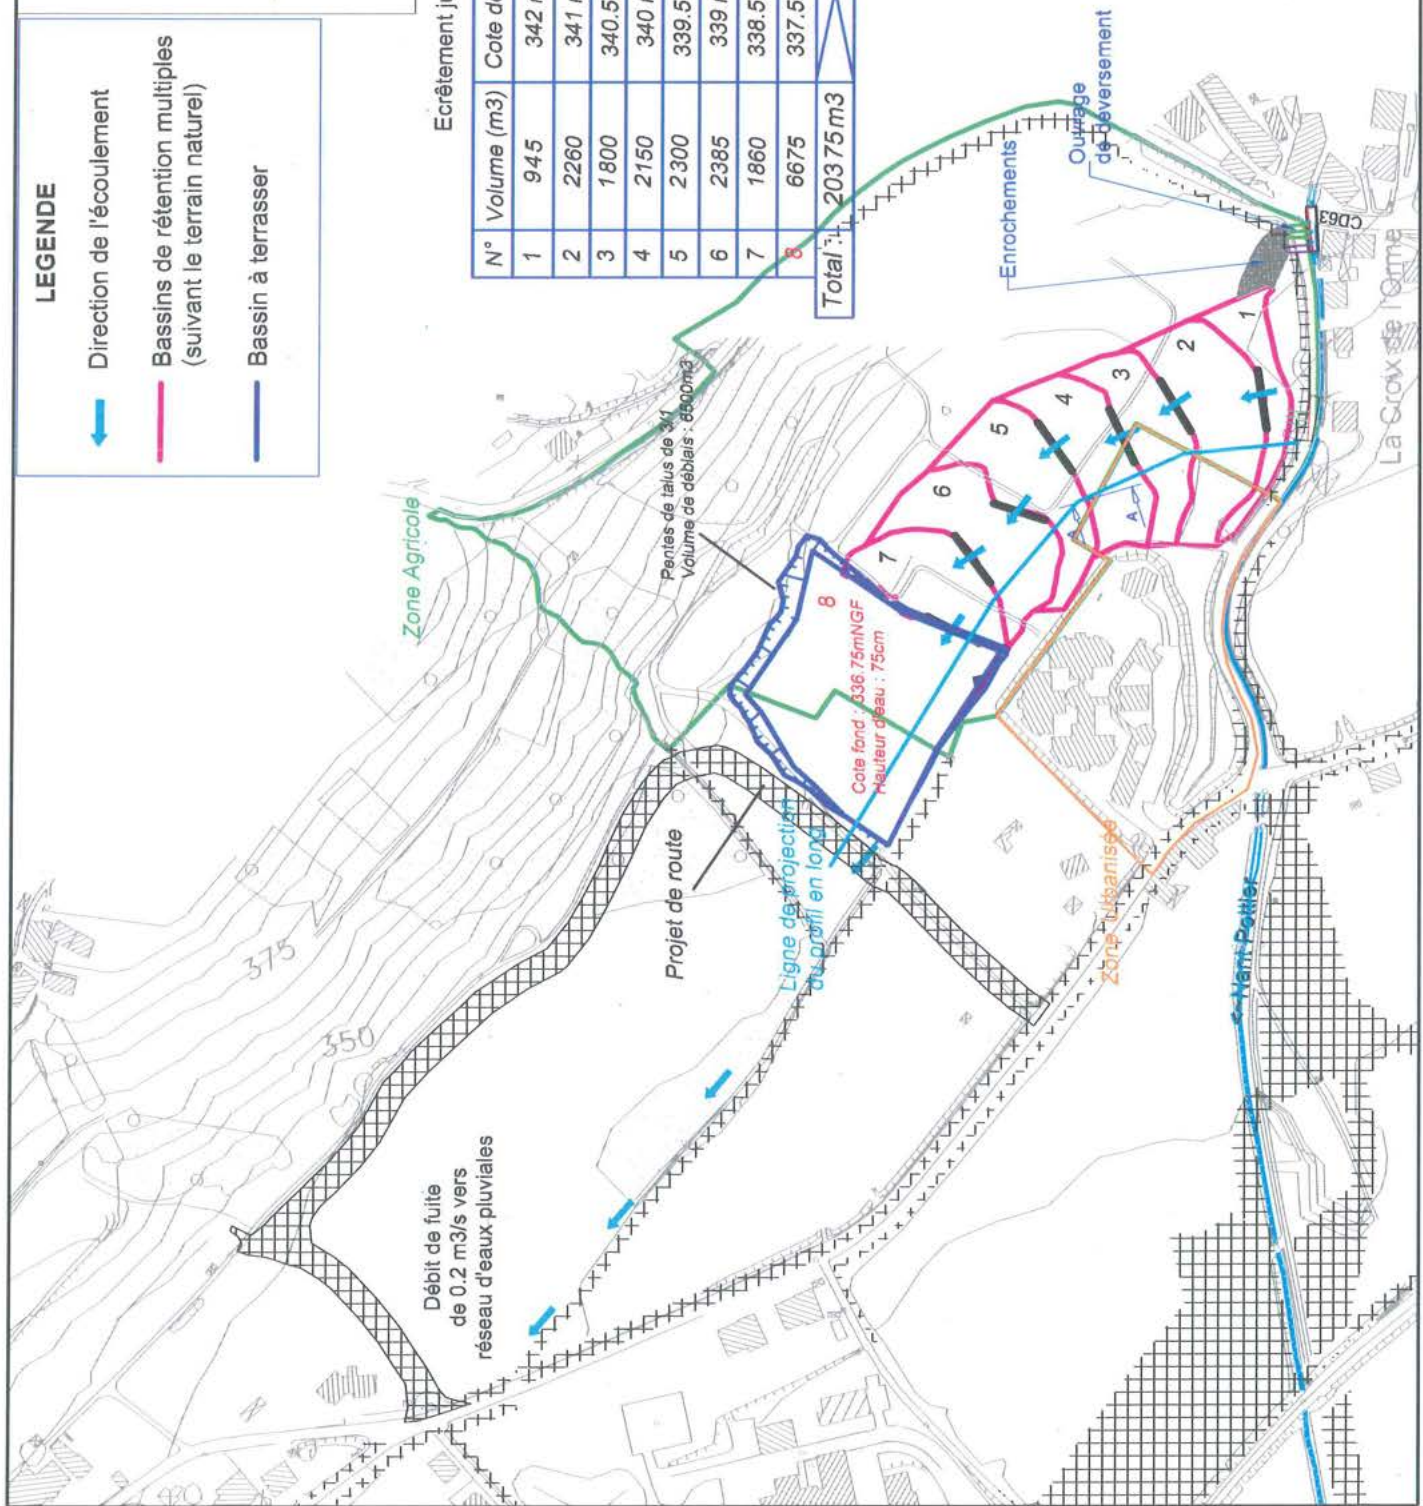 LEGENDE
Direction de l'écoulement
Bassins de rétention multiples
(suivant le terrain naturel)
Bassin à terrasser
Ecrêtement
N° Volume (m3) Cote
1 945 342
2 2260 341
3 1800 340.5
4 2150 340
5 2300 339.5
6 2385 339
7 1860 338.5
8 6675 337.5
Total : 20375m3
Zone Agricole
Pentes de talus de 3/1
Volume de déblais : 6500m3
Enrochements
Ouvrage
de déversement
CD63
La Croix de l'Orme
1
2
3
4
5
6
7
8
A
A
Cote fond : 336.75mNGF
Hauteur d'eau : 75cm
Projet de route
Ligne de projection
du profil en long
Zone Urbanisée
<-Nant Pottier
375
350
Débit de fuite
de 0.2 m3/s vers
réseau d'eaux pluviales